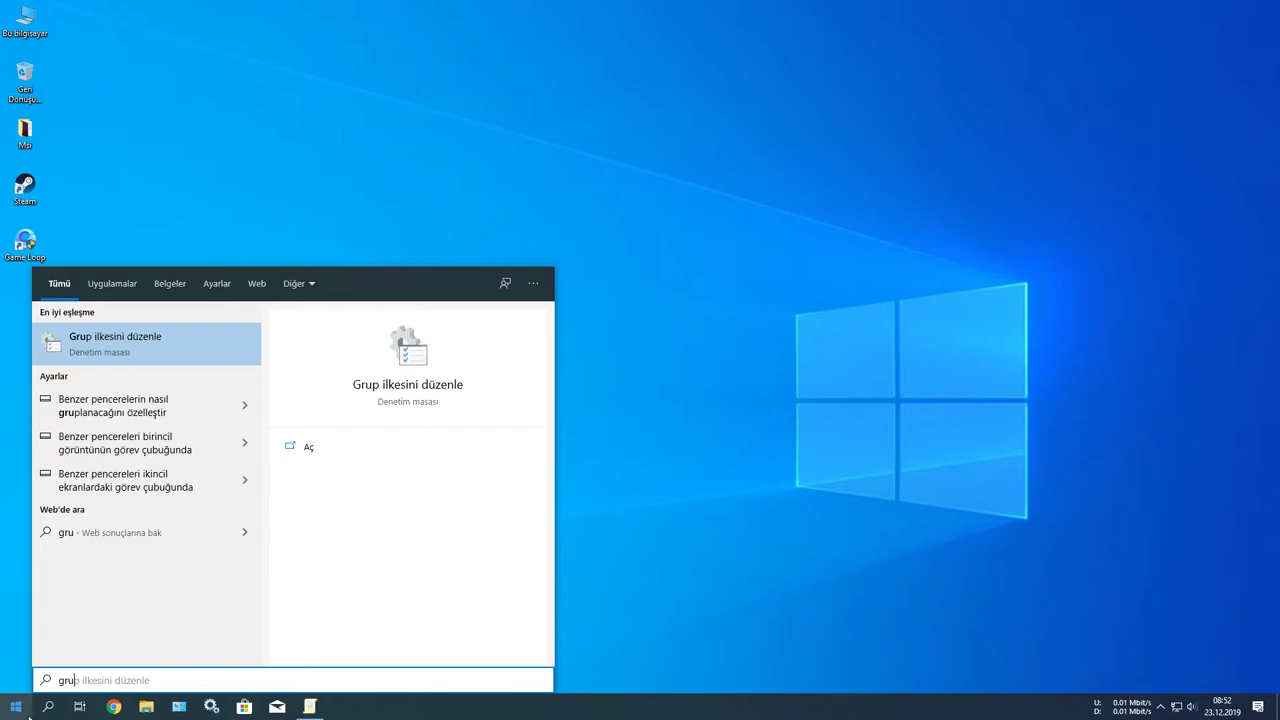 Bu bilgisayar
Geri
Dönüşü...
Msi
Steam
Game Loop
Tümü
Uygulamalar
Belgeler
Ayarlar
Web
Diğer
...
En iyi eşleşme
Grup ilkesini düzenle
Denetim masası
Ayarlar
Benzer pencerelerin nasıl
gruplanacağını özelleştir
Benzer pencereleri birincil
görüntünün görev çubuğunda
Benzer pencereleri ikincil
ekranlardaki görev çubuğunda
Web'de ara
gru - Web sonuçlarına bak
Grup ilkesini düzenle
Denetim masası
Aç
grup ilkesini düzenle
U: 0.01 Mbit/s
D: 0.01 Mbit/s
08:52
23.12.2019